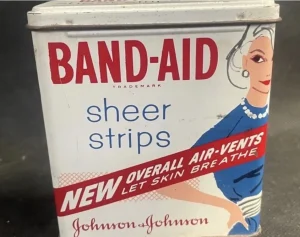 BAND-AID
TRADEMARK
sheer
strips
NEW OVERALL AIR-VENTS
LET SKIN BREATHE
Johnson & Johnson